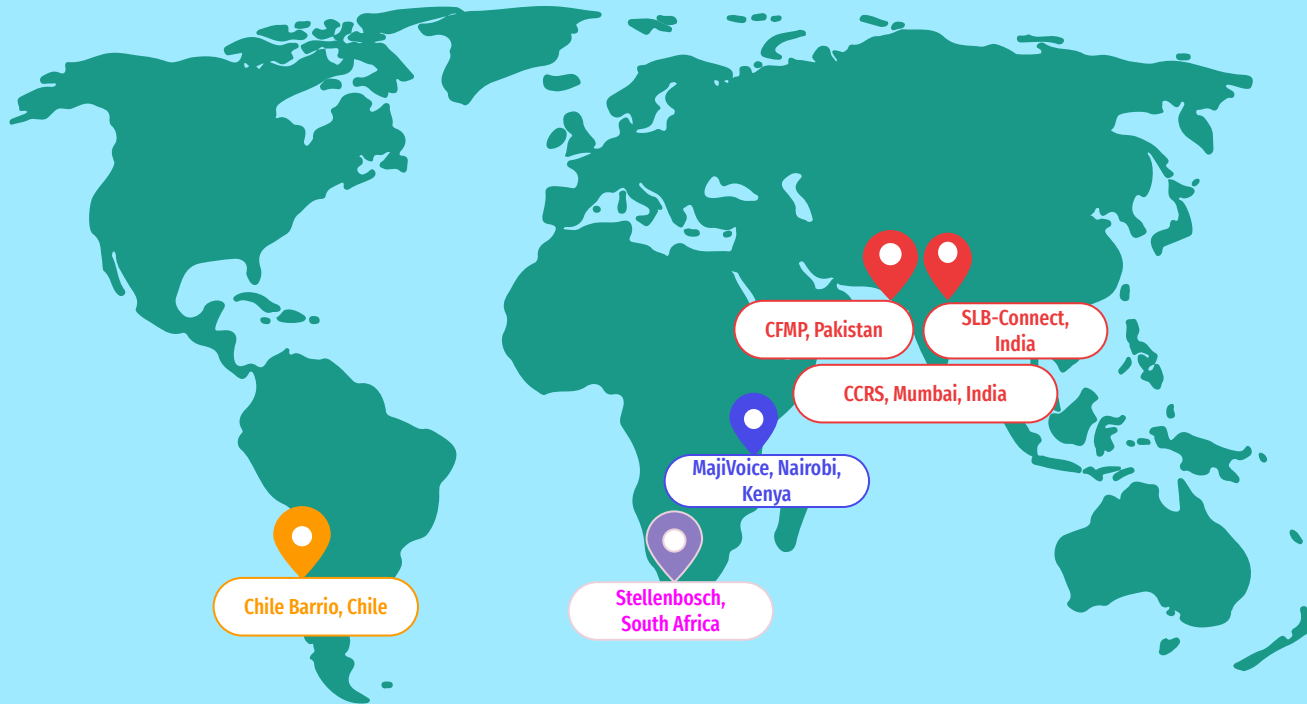 CFMP, Pakistan
SLB-Connect,
India
CCRS, Mumbai, India
MajiVoice, Nairobi,
Kenya
Chile Barrio, Chile
Stellenbosch,
South Africa